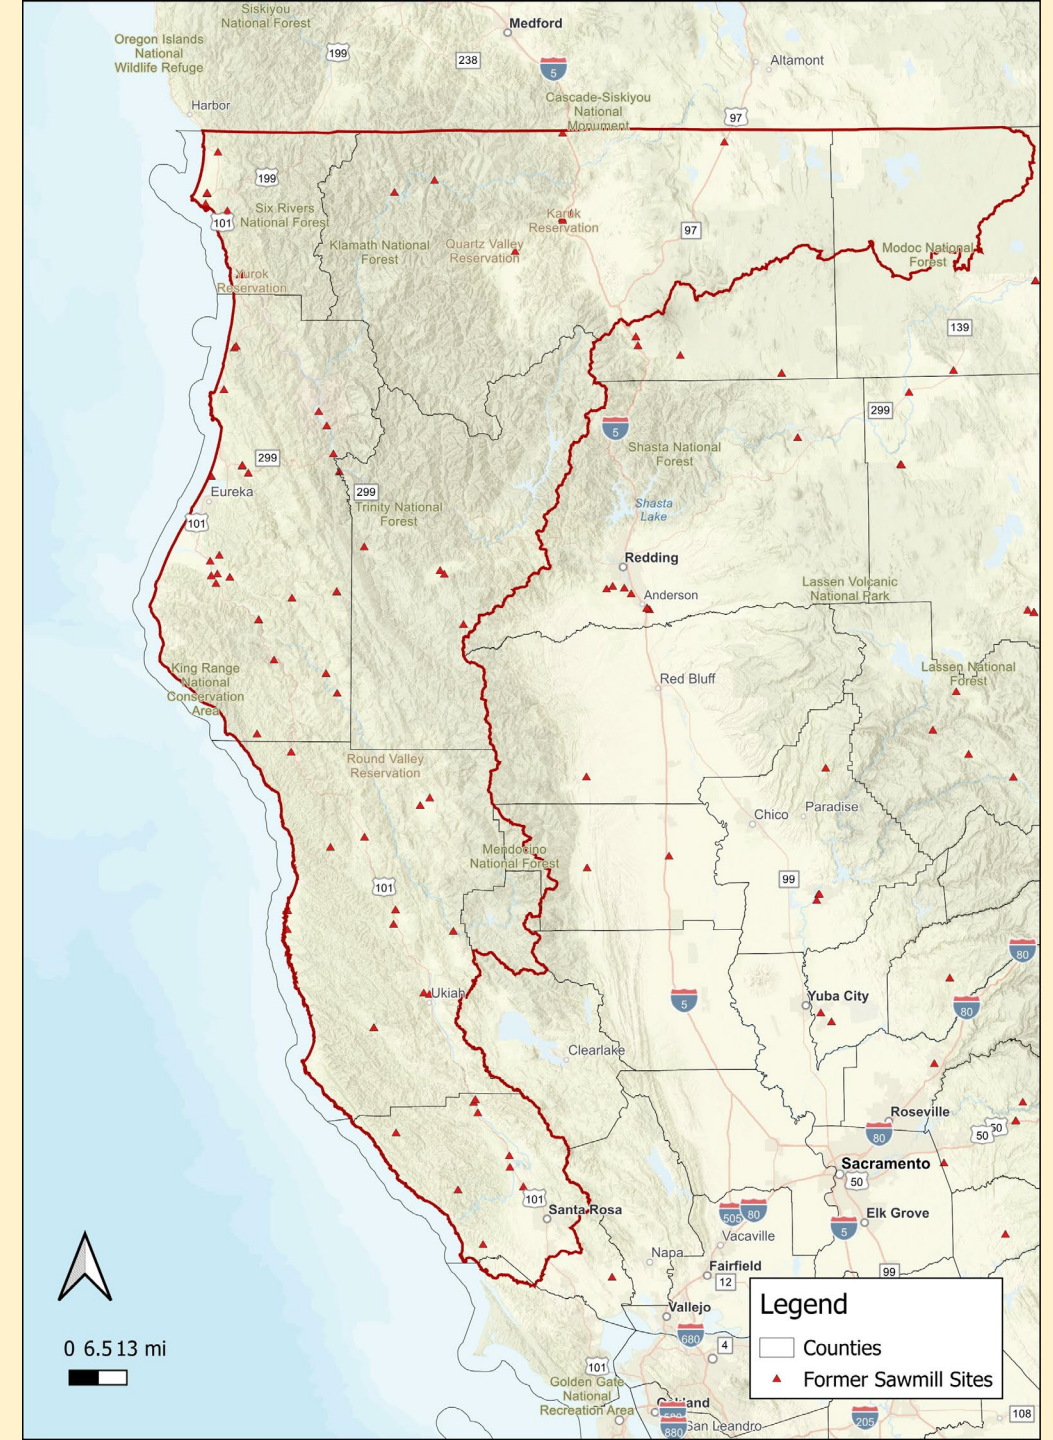 Siskiyou
National Forest
Medford
Oregon Islands
National
Wildlife Refuge
199
238
5
Altamont
Harbor
Cascade-Siskiyou
National
Monument
97
199
Six Rivers
National Forest
101
Karuk
Reservation
97
Klamath National
Forest
Quartz Valley
Reservation
Modoc National
Forest
Yurok
Reservation
139
299
5
Shasta National
Forest
299
299
Eureka
Trinity National
Forest
Shasta
Lake
101
Redding
Anderson
Lassen Volcanic
National Park
King Range
National
Conservation
Area
Lassen National
Forest
Red Bluff
Round Valley
Reservation
Chico
Paradise
Mendocino
National Forest
101
99
80
Ukiah
5
Yuba City
80
Clearlake
Roseville
80
50
50
Sacramento
50
101
Santa Rosa
505
80
Elk Grove
5
Vacaville
Napa
Fairfield
12
99
Vallejo
680
4
101
Golden Gate
National
Recreation Area
880
San Leandro
205
108
0 6.5 13 mi
Legend
Counties
Former Sawmill Sites